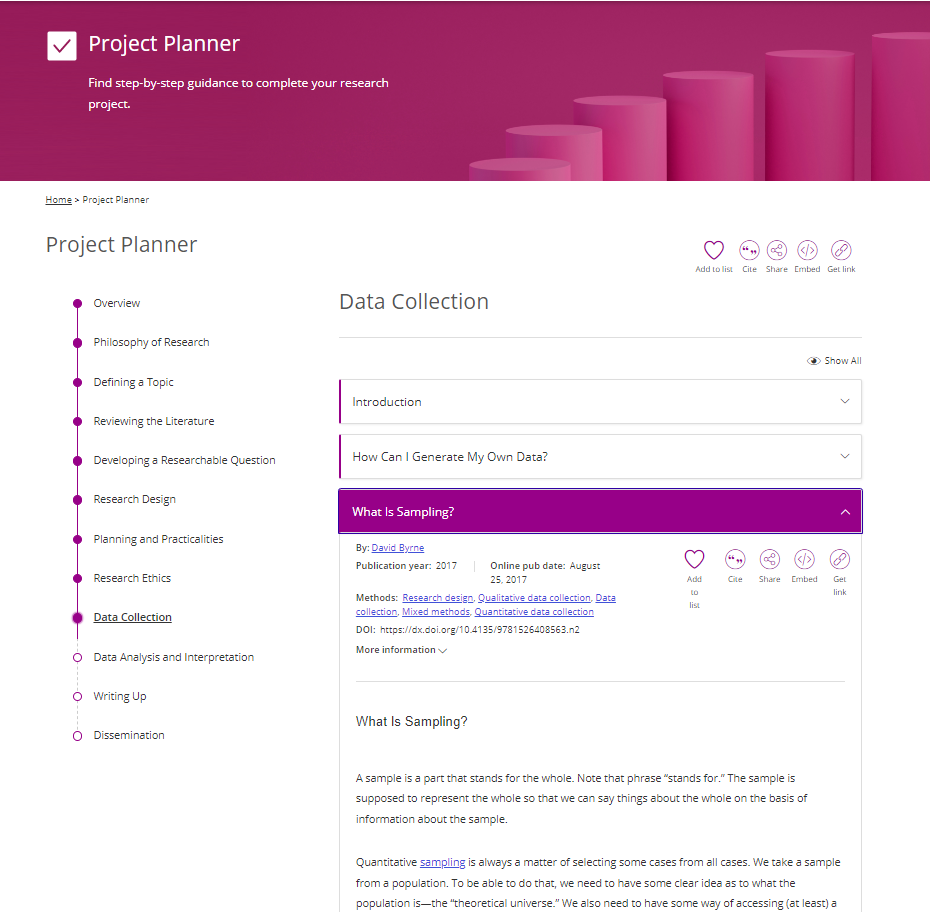 Project Planner
Find step-by-step guidance to complete your research
project.
Home > Project Planner
Project Planner
Add to list Cite Share Embed Get link
Overview
Philosophy of Research
Defining a Topic
Reviewing the Literature
Developing a Researchable Question
Research Design
Planning and Practicalities
Research Ethics
Data Collection
Data Analysis and Interpretation
Writing Up
Dissemination
Data Collection
Show All
Introduction
How Can I Generate My Own Data?
What Is Sampling?
By: David Byrne
Publication year: 2017
Online pub date: August
25, 2017
Methods: Research design, Qualitative data collection, Data
collection, Mixed methods, Quantitative data collection
DOI: https://dx.doi.org/10.4135/9781526408563.n2
More information
Add
to
list
Cite
Share
Embed
Get
link
What Is Sampling?
A sample is a part that stands for the whole. Note that phrase “stands for.” The sample is
supposed to represent the whole so that we can say things about the whole on the basis of
information about the sample.
Quantitative sampling is always a matter of selecting some cases from all cases. We take a sample
from a population. To be able to do that, we need to have some clear idea as to what the
population is—the “theoretical universe.” We also need to have some way of accessing (at least) a